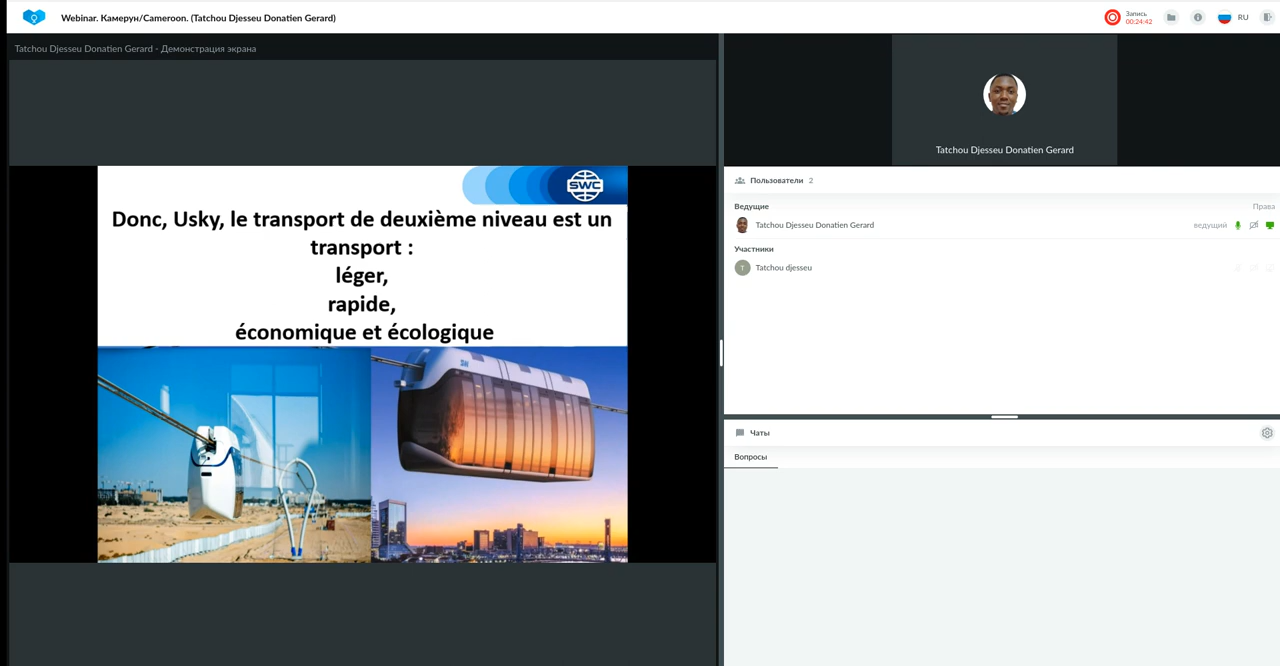 Webinar. Камерун/Cameroon. (Tatchou Djesseu Donatien Gerard)
Запись
00:24:42
RU
Tatchou Djesseu Donatien Gerard - Демонстрация экрана
SWC
Donc, Usky, le transport de deuxième niveau est un
transport :
léger,
rapide,
économique et écologique
Tatchou Djesseu Donatien Gerard
Пользователи 2
Ведущие Права
Tatchou Djesseu Donatien Gerard ведущий
Участники
T Tatchou djesseu
Чаты
Вопросы